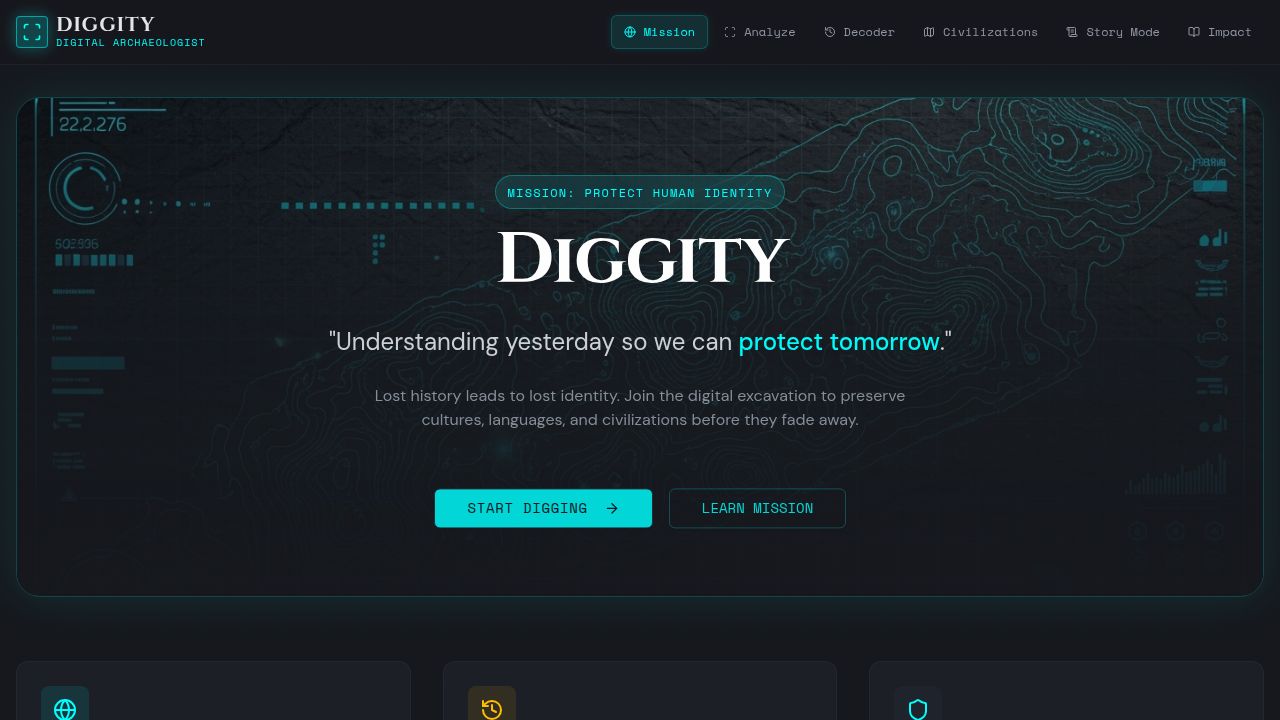 DIGGITY
DIGITAL ARCHAEOLOGIST
Mission
Analyze
Decoder
Civilizations
Story Mode
Impact
22.2.276
MISSION: PROTECT HUMAN IDENTITY
DIGGITY
"Understanding yesterday so we can protect tomorrow."
Lost history leads to lost identity. Join the digital excavation to preserve
cultures, languages, and civilizations before they fade away.
START DIGGING
LEARN MISSION